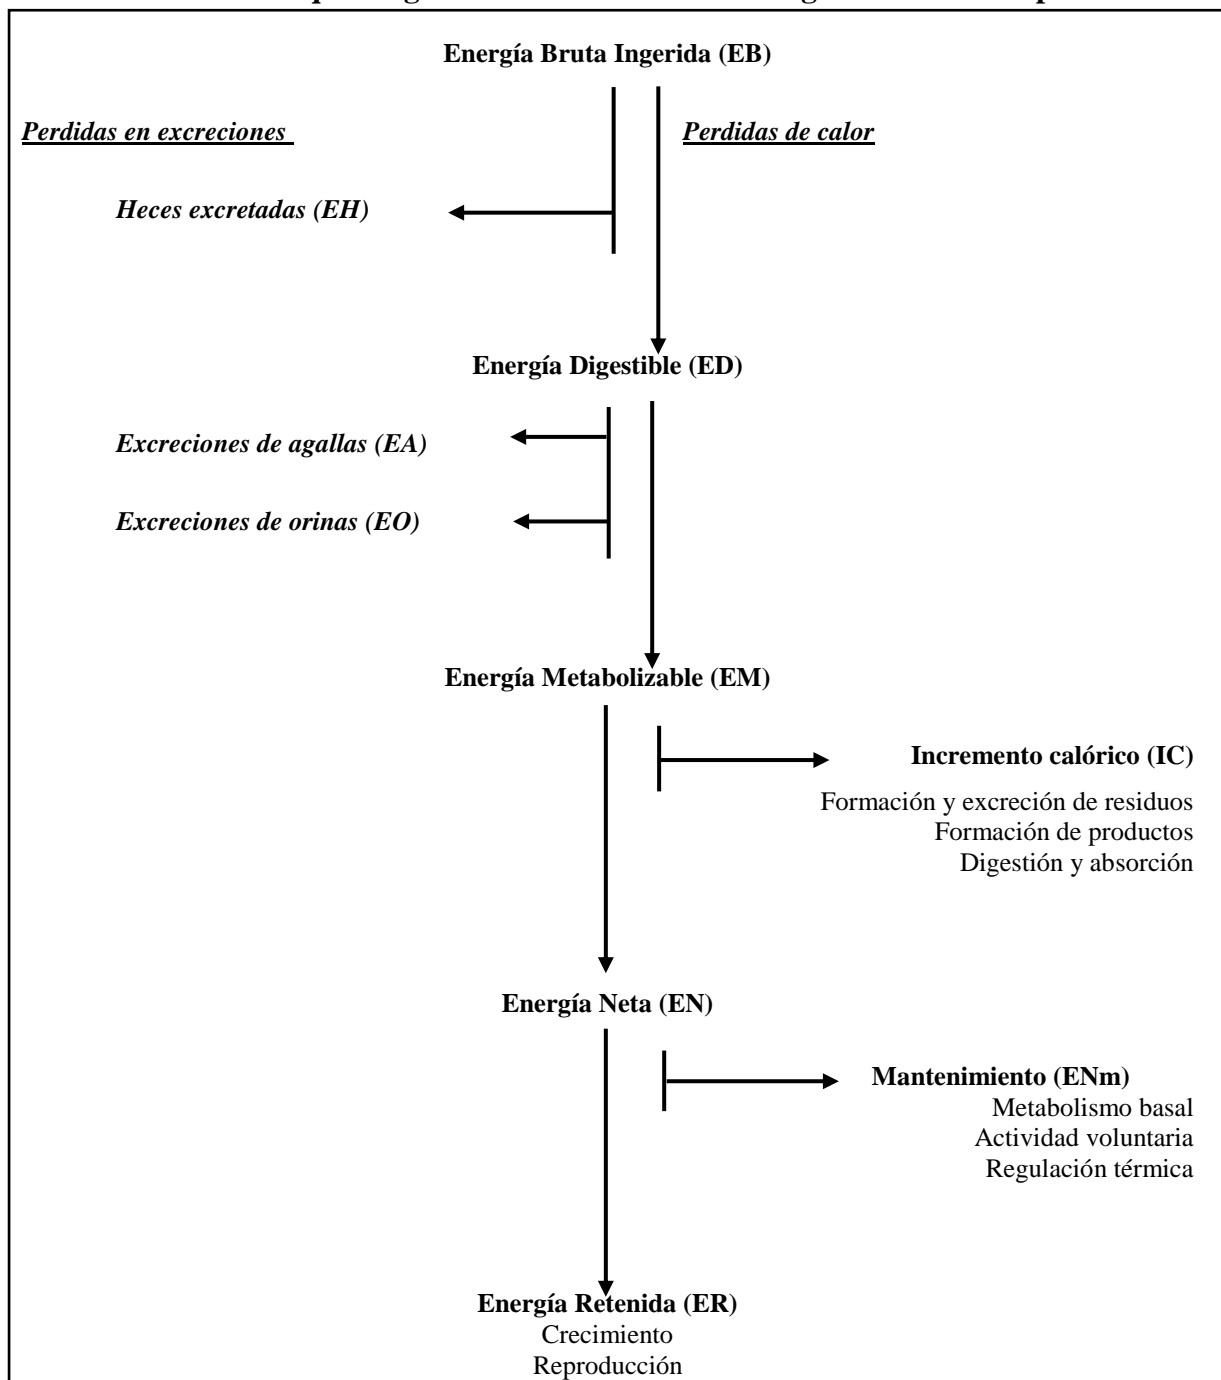 Energía Bruta Ingerida (EB)
Perdidas en excreciones
Perdidas de calor
Heces excretadas (EH)
Energía Digestible (ED)
Excreciones de agallas (EA)
Excreciones de orinas (EO)
Energía Metabolizable (EM)
Incremento calórico (IC)
Formación y excreción de residuos
Formación de productos
Digestión y absorción
Energía Neta (EN)
Mantenimiento (ENm)
Metabolismo basal
Actividad voluntaria
Regulación térmica
Energía Retenida (ER)
Crecimiento
Reproducción